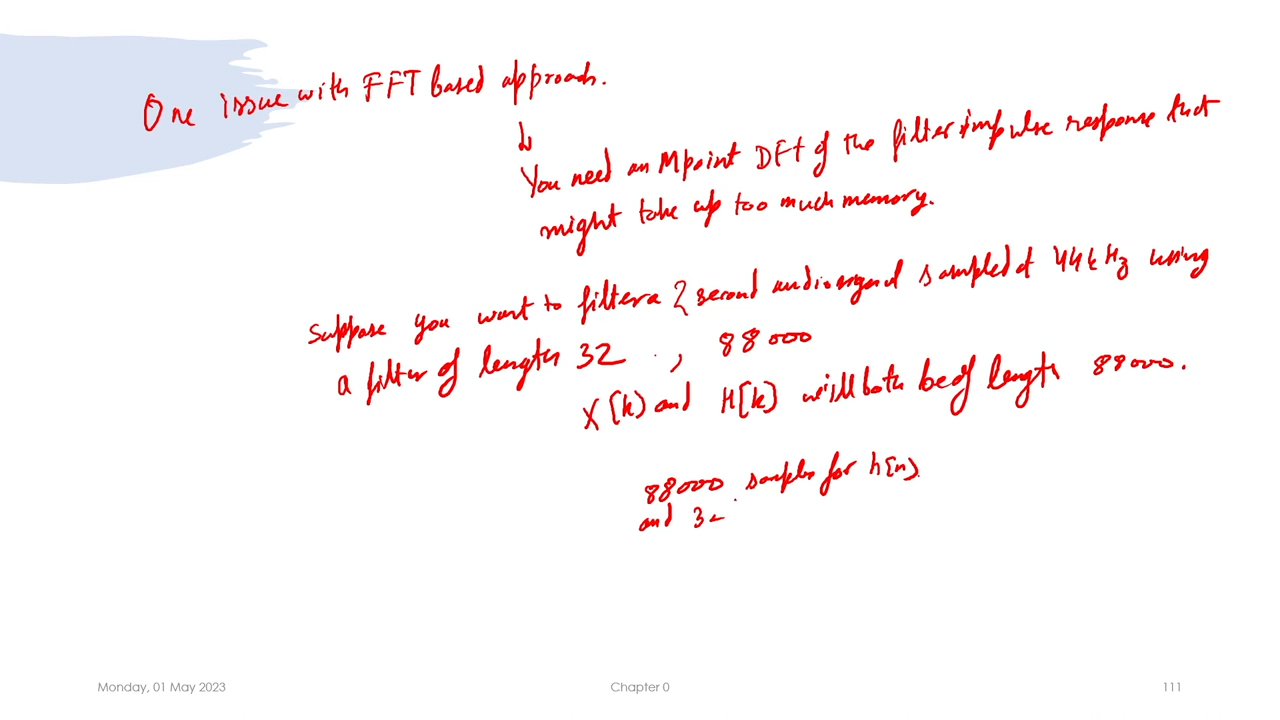 One issue with FFT based approach.
You need an M point DFt of the filter impulse response that
might take up too much memory.
Suppose you want to filter a 2 second audio signal sampled at 44 kHz using
a filter of length 32 , 88000
X[k] and H[k] will both be of length 88000.
88000 samples for h[n].
and 32
Monday, 01 May 2023
Chapter 0
111